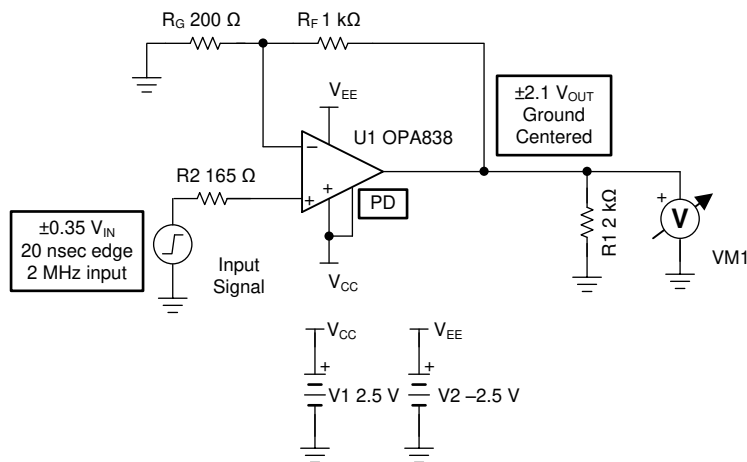 R_G 200 Ω
R_F 1 kΩ
V_EE
U1 OPA838
±2.1 V_OUT
Ground
Centered
−
+
+
PD
R2 165 Ω
±0.35 V_IN
20 nsec edge
2 MHz input
Input
Signal
V_CC
R1 2 kΩ
+
V
VM1
V_CC
V_EE
+
+
V1 2.5 V
V2 –2.5 V